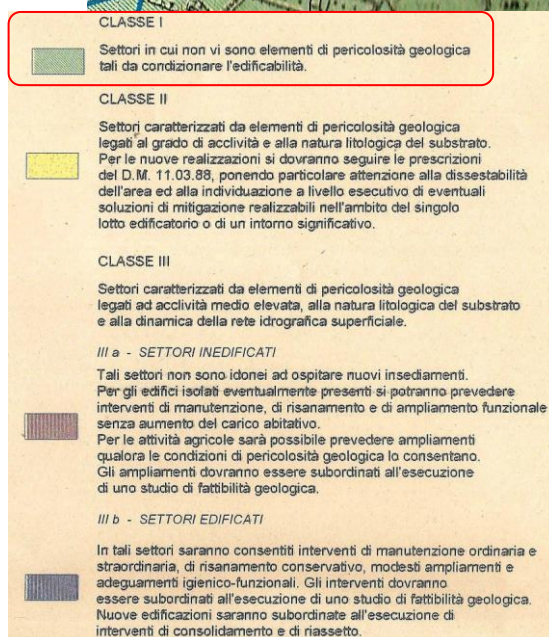 CLASSE I
Settori in cui non vi sono elementi di pericolosità geologica
tali da condizionare l'edificabilità.
CLASSE II
Settori caratterizzati da elementi di pericolosità geologica
legati al grado di acclività e alla natura litologica del substrato.
Per le nuove realizzazioni si dovranno seguire le prescrizioni
del D.M. 11.03.88, ponendo particolare attenzione alla dissestabilità
dell'area ed alla individuazione a livello esecutivo di eventuali
soluzioni di mitigazione realizzabili nell'ambito del singolo
lotto edificatorio o di un intorno significativo.
CLASSE III
Settori caratterizzati da elementi di pericolosità geologica
legati ad acclività medio elevata, alla natura litologica del substrato
e alla dinamica della rete idrografica superficiale.
III a - SETTORI INEDIFICATI
Tali settori non sono idonei ad ospitare nuovi insediamenti.
Per gli edifici isolati eventualmente presenti si potranno prevedere
interventi di manutenzione, di risanamento e di ampliamento funzionale
senza aumento del carico abitativo.
Per le attività agricole sarà possibile prevedere ampliamenti
qualora le condizioni di pericolosità geologica lo consentano.
Gli ampliamenti dovranno essere subordinati all'esecuzione
di uno studio di fattibilità geologica.
III b - SETTORI EDIFICATI
In tali settori saranno consentiti interventi di manutenzione ordinaria e
straordinaria, di risanamento conservativo, modesti ampliamenti e
adeguamenti igienico-funzionali. Gli interventi dovranno
essere subordinati all'esecuzione di uno studio di fattibilità geologica.
Nuove edificazioni saranno subordinate all'esecuzione di
interventi di consolidamento e di riassetto.